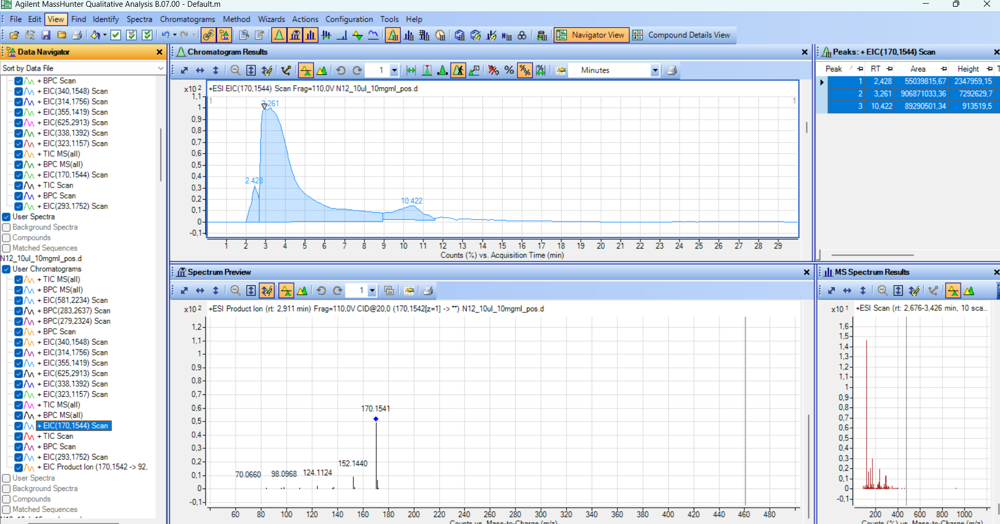 Agilent MassHunter Qualitative Analysis B.07.00 - Default.m
File Edit View Find Identify Spectra Chromatograms Method Wizards Actions Configuration Tools Help
Navigator View
Compound Details View
Data Navigator
Sort by Data File
+ BPC Scan
+ EIC(340,1548) Scan
+ EIC(314,1756) Scan
+ EIC(355,1419) Scan
+ EIC(625,2913) Scan
+ EIC(338,1392) Scan
+ EIC(323,1157) Scan
+ TIC MS(all)
+ BPC MS(all)
+ EIC(170,1544) Scan
+ TIC Scan
+ BPC Scan
+ EIC(293,1752) Scan
User Spectra
Background Spectra
Compounds
Matched Sequences
N12_10ul_10mgml_pos.d
User Chromatograms
+ TIC MS(all)
+ BPC MS(all)
+ EIC(581,2234) Scan
+ BPC(283,2637) Scan
+ BPC(279,2324) Scan
+ BPC Scan
+ EIC(340,1548) Scan
+ EIC(314,1756) Scan
+ EIC(355,1419) Scan
+ EIC(625,2913) Scan
+ EIC(338,1392) Scan
+ EIC(323,1157) Scan
+ TIC MS(all)
+ BPC MS(all)
+ EIC(170,1544) Scan
+ TIC Scan
+ BPC Scan
+ EIC(293,1752) Scan
+ EIC Product Ion (170,1542 -> 92,
User Spectra
Background Spectra
Compounds
Matched Sequences
Chromatogram Results
1 Minutes
x10 2 +ESI EIC(170,1544) Scan Frag=110,0V N12_10ul_10mgml_pos.d
1,1
1
0,9
0,8
0,7
0,6
0,5
0,4
0,3
0,2
0,1
0
-0,1
1 1
3.261
2.428
10.422
1 2 3 4 5 6 7 8 9 10 11 12 13 14 15 16 17 18 19 20 21 22 23 24 25 26 27 28 29
Counts (%) vs. Acquisition Time (min)
Peaks: + EIC(170,1544) Scan
Peak RT Area Height
1 2,428 55039815,67 2347959,15
2 3,261 906871033,36 7292629,7
3 10,422 89290501,34 913519,5
Spectrum Preview
1
x10 2 +ESI Product Ion (rt: 2,911 min) Frag=110,0V CID@20,0 (170,1542[z=1] -> **) N12_10ul_10mgml_pos.d
1,2
1,1
1
0,9
0,8
0,7
0,6
0,5
0,4
0,3
0,2
0,1
0
-0,1
170.1541
152.1440
124.1124
98.0968
70.0660
60 80 100 120 140 160 180 200 220 240 260 280 300 320 340 360 380 400 420 440 460 480
Counts vs. Mass-to-Charge (m/z)
MS Spectrum Results
x10 1 +ESI Scan (rt: 2,676-3,426 min, 10 sca...
1,6
1,5
1,4
1,3
1,2
1,1
1
0,9
0,8
0,7
0,6
0,5
0,4
0,3
0,2
0,1
0
-0,1
200 400 600 800 1000
Counts (%) vs. Mass-to-Charge (m/z)